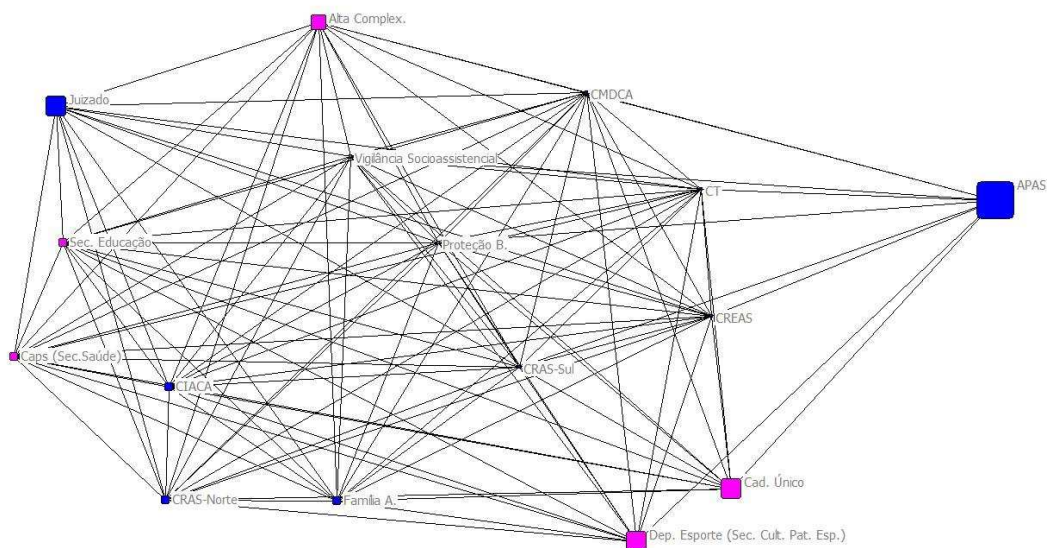 Alta Complex.
CMDCA
Juizado
Vigilância Socioassistencial
APAS
CT
Sec. Educação
Proteção B.
CREAS
Caps (Sec.Saúde)
CRAS-Sul
CIACA
Cad. Único
CRAS-Norte
Família A.
Dep. Esporte (Sec. Cult. Pat. Esp.)